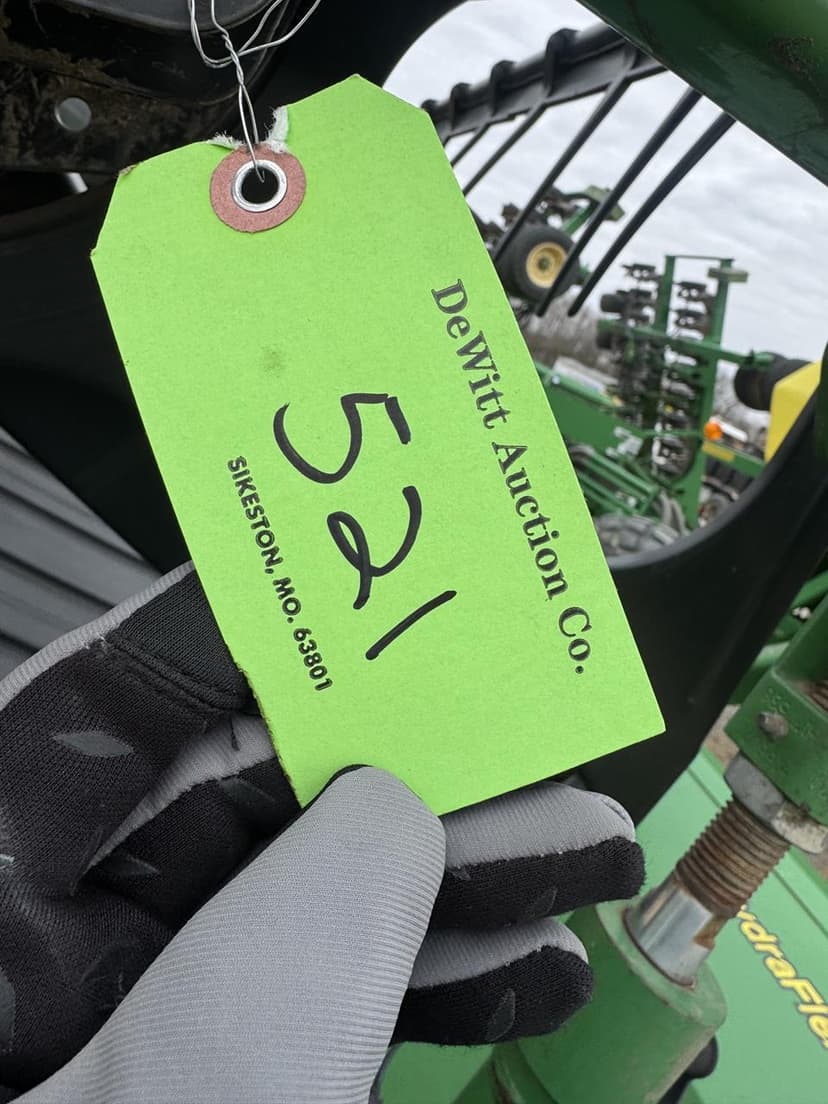 DeWitt Auction Co.
521
SIKESTON, MO. 63801